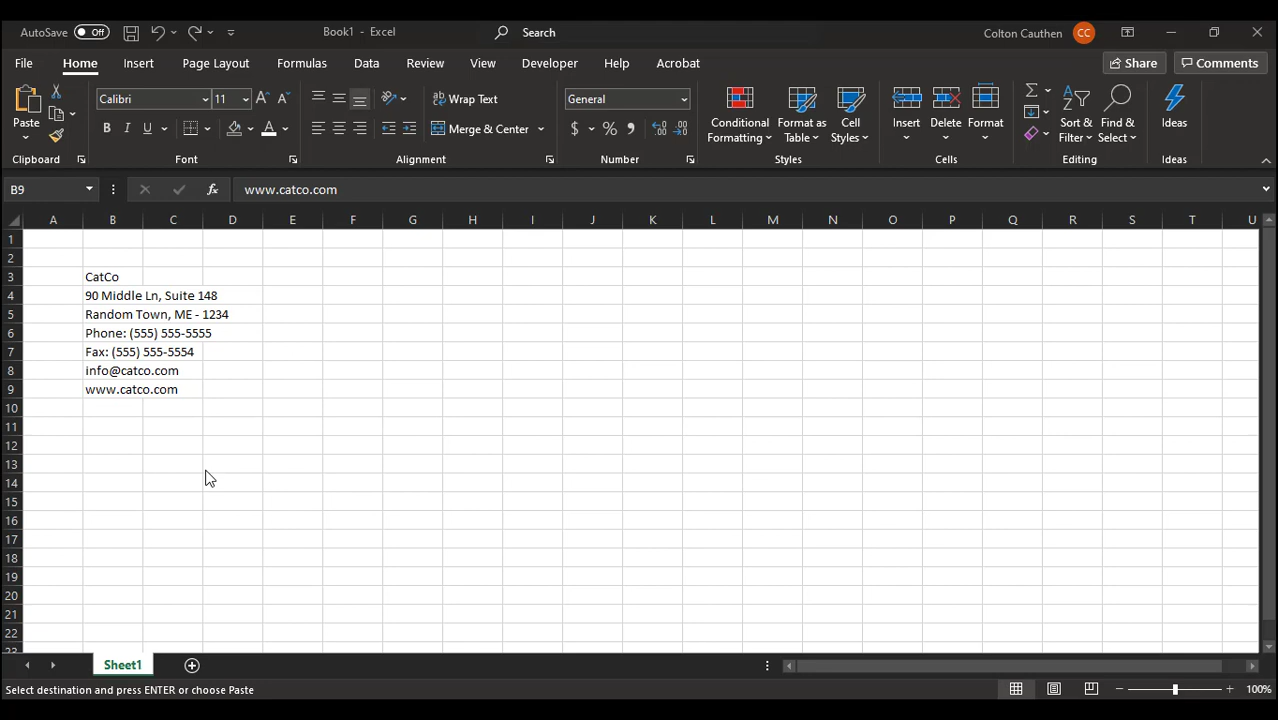 AutoSave Off Book1 - Excel Search Colton Cauthen CC
File Home Insert Page Layout Formulas Data Review View Developer Help Acrobat Share Comments
Calibri 11 A A ab Wrap Text General
Paste B I U A Merge & Center $ % 9 Conditional Formatting Format as Table Cell Styles Insert Delete Format Sort & Filter Find & Select Ideas
Clipboard Font Alignment Number Styles Cells Editing Ideas
B9 fx www.catco.com
A B C D E F G H I J K L M N O P Q R S T U
1
2
3 CatCo
4 90 Middle Ln, Suite 148
5 Random Town, ME - 1234
6 Phone: (555) 555-5555
7 Fax: (555) 555-5554
8 info@catco.com
9 www.catco.com
10
11
12
13
14
15
16
17
18
19
20
21
22
23
Sheet1
Select destination and press ENTER or choose Paste 100%